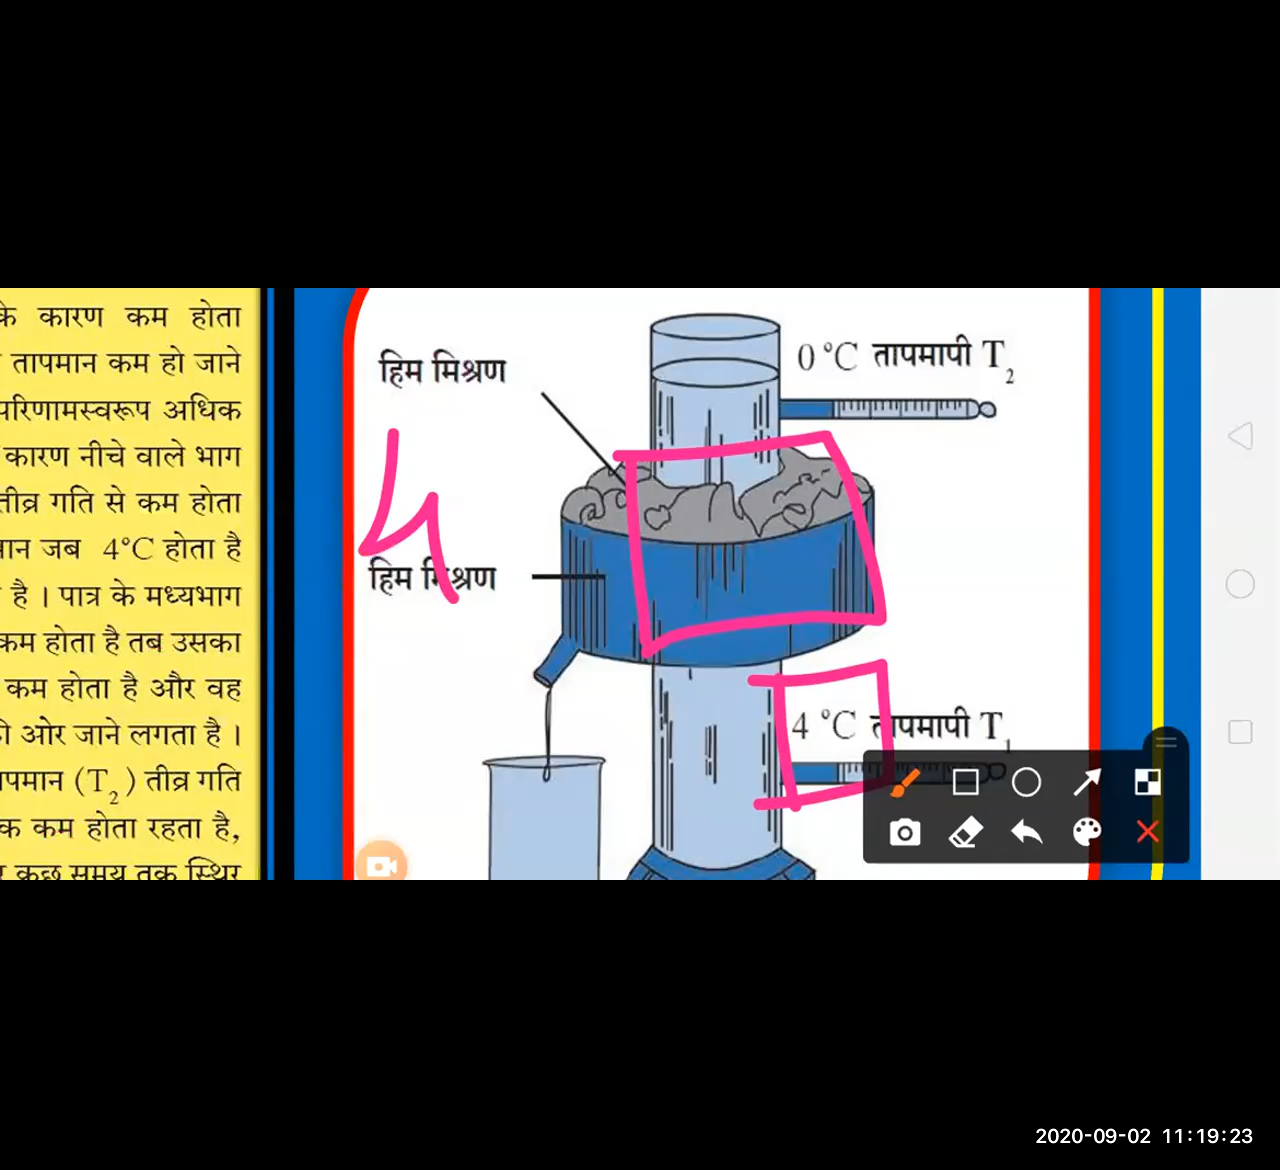 के कारण कम होता
तापमान कम हो जाने
परिणामस्वरूप अधिक
कारण नीचे वाले भाग
तीव्र गति से कम होता
जब 4°C होता है
है । पात्र के मध्यभाग
कम होता है तब उसका
कम होता है और वह
ओर जाने लगता है ।
(T₂) तीव्र गति
कम होता रहता है,
कुछ समय तक स्थिर
हिम मिश्रण
0 °C तापमापी T₂
4
हिम मिश्रण
4 °C तापमापी T₁
2020-09-02 11:19:23